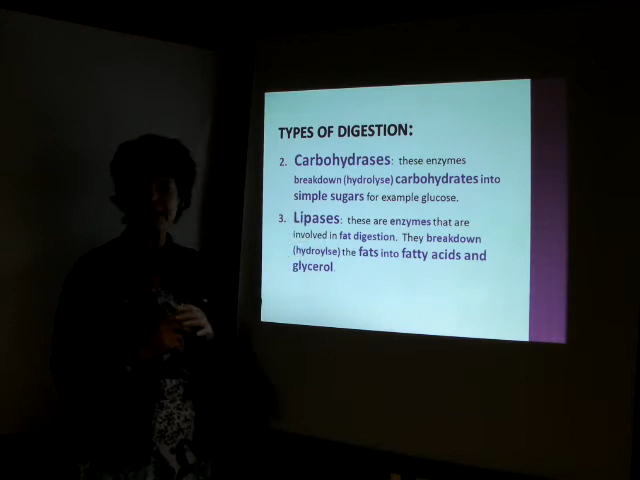 TYPES OF DIGESTION:
2. Carbohydrases: these enzymes
breakdown (hydrolyse) carbohydrates into
simple sugars for example glucose.
3. Lipases: these are enzymes that are
involved in fat digestion. They breakdown
(hydroylse) the fats into fatty acids and
glycerol.